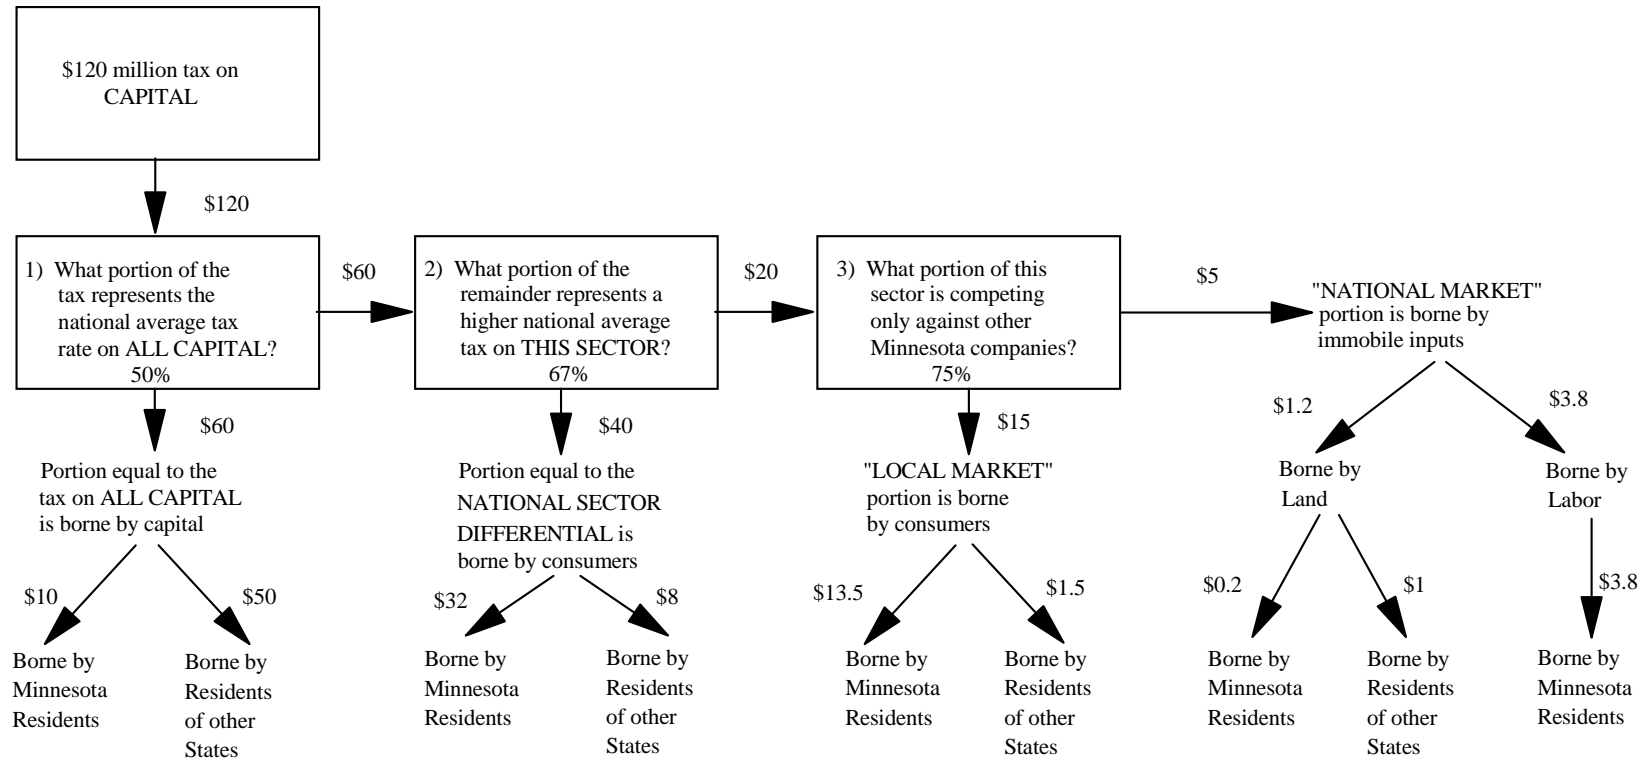 $120 million tax on
CAPITAL
$120
1) What portion of the
tax represents the
national average tax
rate on ALL CAPITAL?
50%
$60
2) What portion of the
remainder represents a
higher national average
tax on THIS SECTOR?
67%
$20
3) What portion of this
sector is competing
only against other
Minnesota companies?
75%
$5
"NATIONAL MARKET"
portion is borne by
immobile inputs
$60
Portion equal to the
tax on ALL CAPITAL
is borne by capital
$40
Portion equal to the
NATIONAL SECTOR
DIFFERENTIAL is
borne by consumers
$15
"LOCAL MARKET"
portion is borne
by consumers
$1.2
Borne by
Land
$3.8
Borne by
Labor
$10
Borne by
Minnesota
Residents
$50
Borne by
Residents
of other
States
$32
Borne by
Minnesota
Residents
$8
Borne by
Residents
of other
States
$13.5
Borne by
Minnesota
Residents
$1.5
Borne by
Residents
of other
States
$0.2
Borne by
Minnesota
Residents
$1
Borne by
Residents
of other
States
$3.8
Borne by
Minnesota
Residents